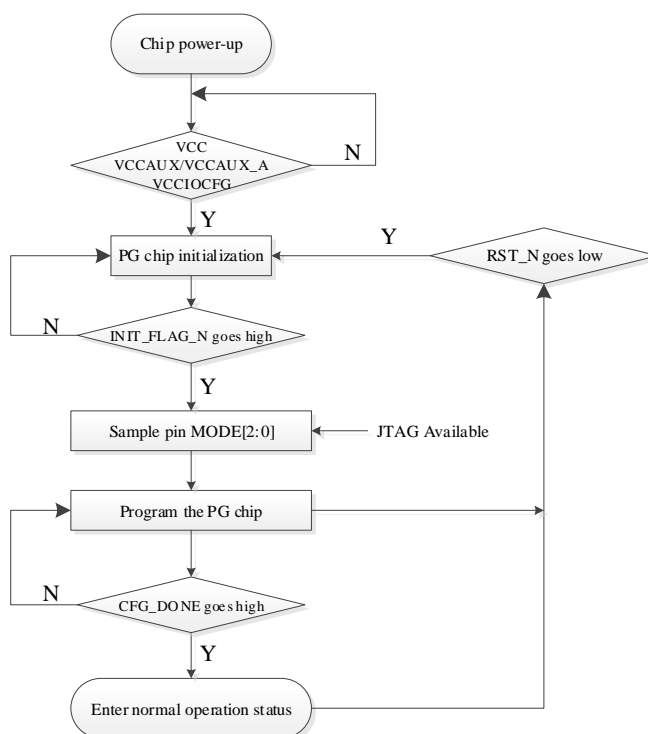 Chip power-up
VCC
VCCAUX/VCCAUX_A
VCCIOCFG
N
Y
PG chip initialization
Y
RST_N goes low
N
INIT_FLAG_N goes high
Y
Sample pin MODE[2:0]
JTAG Available
Program the PG chip
N
CFG_DONE goes high
Y
Enter normal operation status